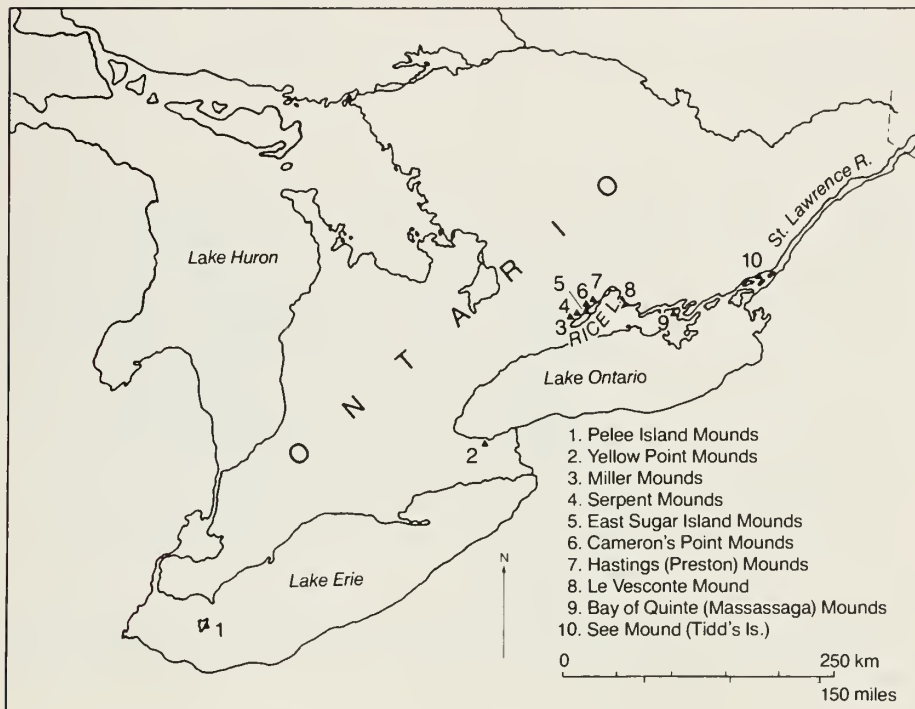 Lake Huron
ONTARIO
St. Lawrence R.
10
5
6
7
4
8
3
RICE L.
9
Lake Ontario
2
1. Pelee Island Mounds
2. Yellow Point Mounds
3. Miller Mounds
4. Serpent Mounds
5. East Sugar Island Mounds
6. Cameron's Point Mounds
7. Hastings (Preston) Mounds
8. Le Vesconte Mound
9. Bay of Quinte (Massassaga) Mounds
10. See Mound (Tidd's Is.)
N
Lake Erie
1
0
250 km
150 miles